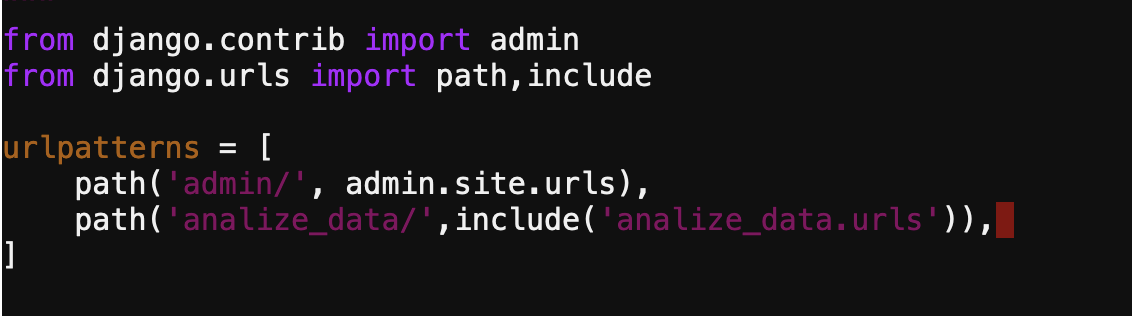 from django.contrib import admin
from django.urls import path,include
urlpatterns = [
    path('admin/', admin.site.urls),
    path('analize_data/',include('analize_data.urls')),
]